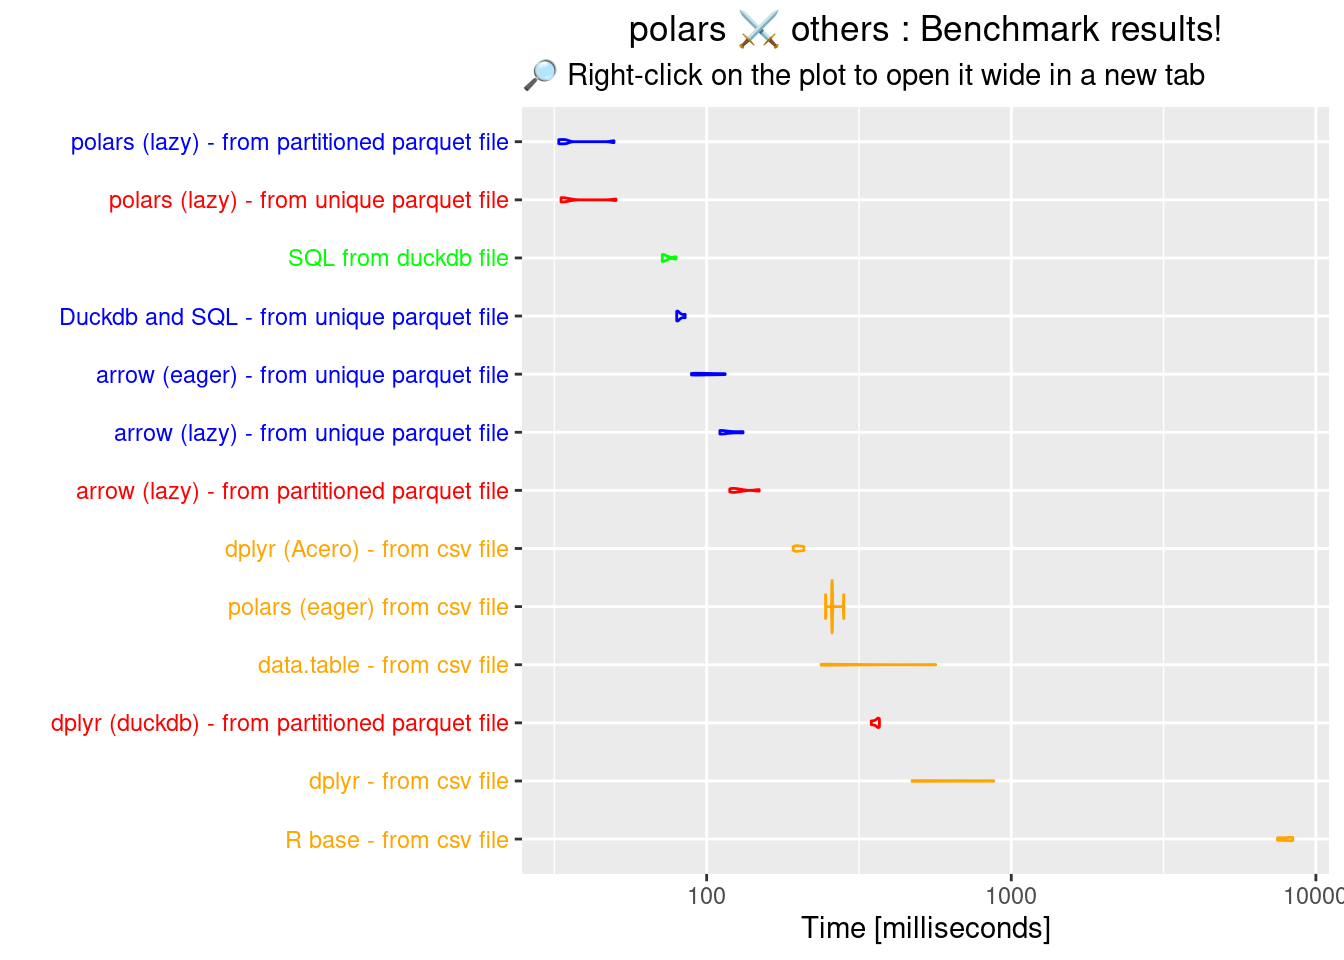 polars ⚔️ others : Benchmark results!
🔎 Right-click on the plot to open it wide in a new tab
polars (lazy) - from partitioned parquet file
polars (lazy) - from unique parquet file
SQL from duckdb file
Duckdb and SQL - from unique parquet file
arrow (eager) - from unique parquet file
arrow (lazy) - from unique parquet file
arrow (lazy) - from partitioned parquet file
dplyr (Acero) - from csv file
polars (eager) from csv file
data.table - from csv file
dplyr (duckdb) - from partitioned parquet file
dplyr - from csv file
R base - from csv file
100 1000 10000
Time [milliseconds]